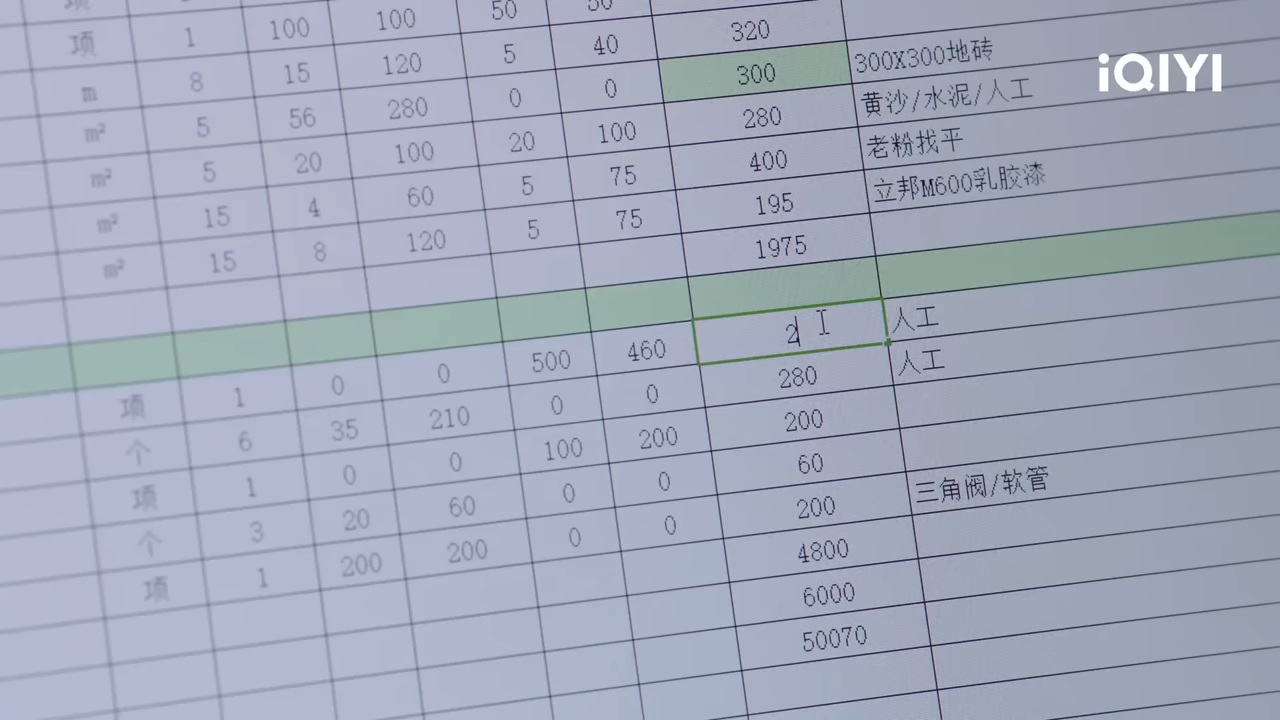 iQIYI
项 1 100 100 50 50
m 8 15 120 5 40 320
m² 5 56 280 0 0 300 300X300地砖
m² 5 20 100 20 100 280 黄沙/水泥/人工
m² 15 4 60 5 75 400 老粉找平
m² 15 8 120 5 75 195 立邦M600乳胶漆
1975
项 1 0 0 500 460 2 人工
个 6 35 210 0 0 280 人工
项 1 0 0 100 200 200
个 3 20 60 0 0 60
项 1 200 200 0 0 200 三角阀/软管
4800
6000
50070